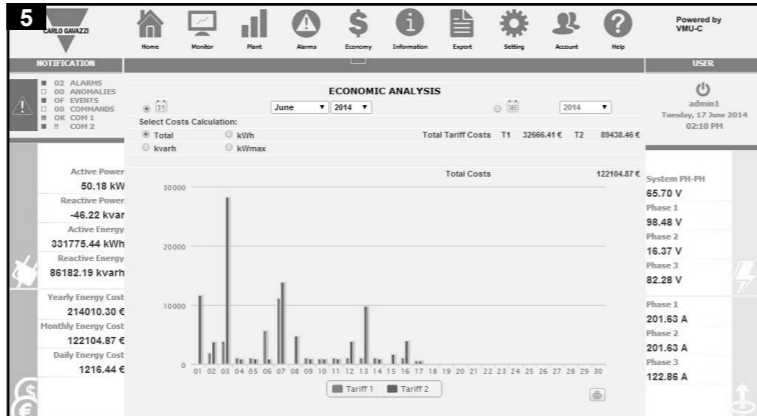 5
CARLO GAVAZZI
Home Monitor Plant Alarms Economy Information Export Setting Account Help
Powered by
VMU-C
NOTIFICATION
USER
02 ALARMS
00 ANOMALIES
OF EVENTS
00 COMMANDS
OK COM 1
!! COM 2
admin1
Tuesday, 17 June 2014
02:10 PM
ECONOMIC ANALYSIS
31 June 2014 2014
Select Costs Calculation:
Total kWh
kvarh kWmax
Total Tariff Costs T1 32666.41 € T2 89438.46 €
Total Costs 122104.87 €
Active Power
50.18 kW
Reactive Power
-46.22 kvar
Active Energy
331775.44 kWh
Reactive Energy
86182.19 kvarh
Yearly Energy Cost
214010.30 €
Monthly Energy Cost
122104.87 €
Daily Energy Cost
1216.44 €
30000
20000
10000
0
01 02 03 04 05 06 07 08 09 10 11 12 13 14 15 16 17 18 19 20 21 22 23 24 25 26 27 28 29 30
Tariff 1 Tariff 2
System PH-PH
65.70 V
Phase 1
98.48 V
Phase 2
16.37 V
Phase 3
82.28 V
Phase 1
201.63 A
Phase 2
201.63 A
Phase 3
122.86 A